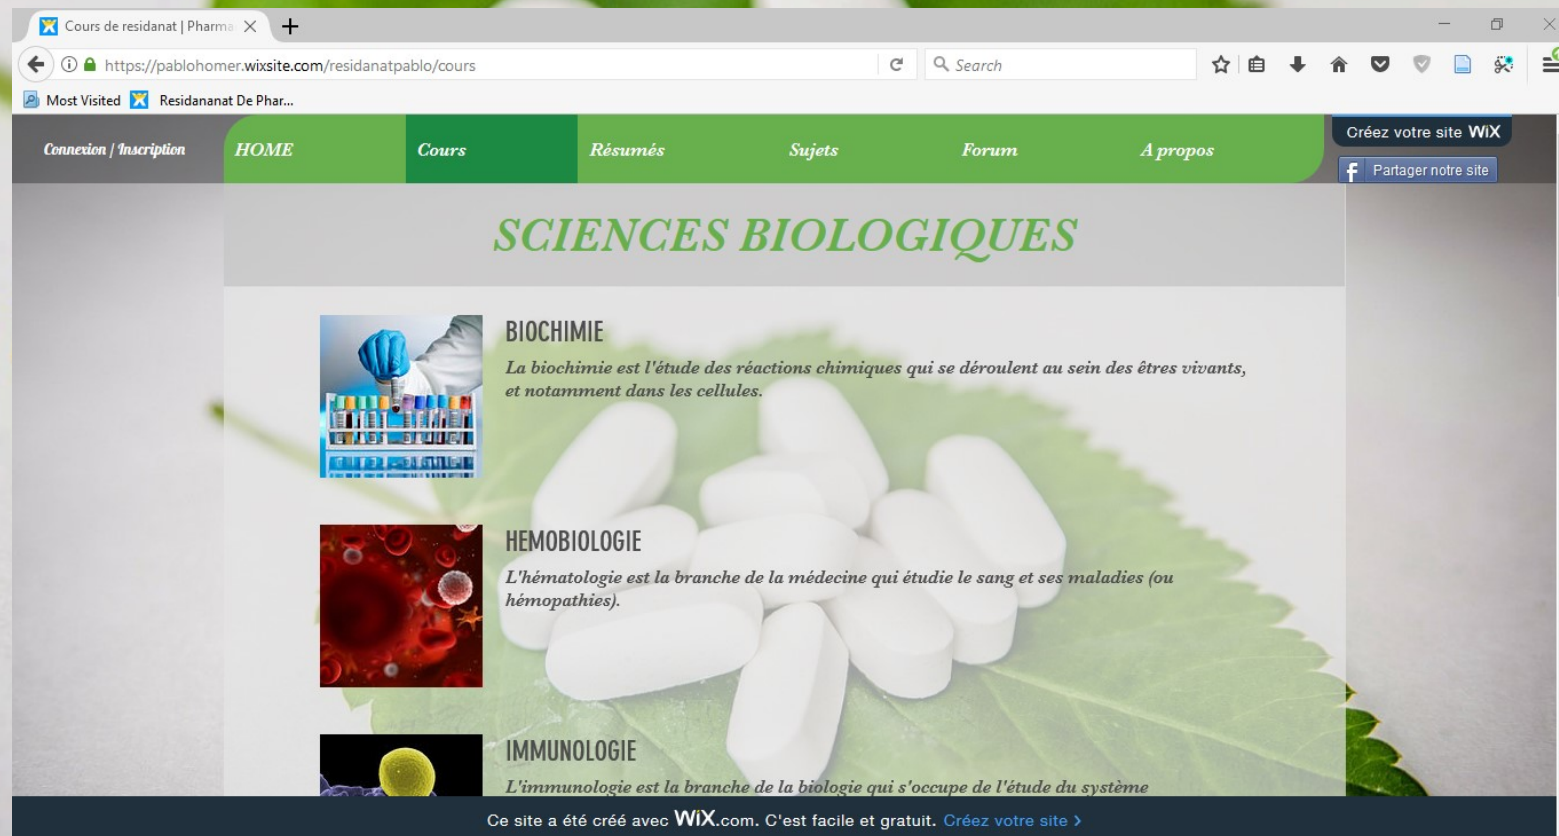 Cours de residanat | Pharma
https://pablohomer.wixsite.com/residanatpablo/cours
Search
Most Visited
Residananat De Phar...
Connexion / Inscription
HOME
Cours
Résumés
Sujets
Forum
A propos
Créez votre site WiX
f Partager notre site
SCIENCES BIOLOGIQUES
BIOCHIMIE
La biochimie est l'étude des réactions chimiques qui se déroulent au sein des êtres vivants,
et notamment dans les cellules.
HEMOBIOLOGIE
L'hématologie est la branche de la médecine qui étudie le sang et ses maladies (ou
hémopathies).
IMMUNOLOGIE
L'immunologie est la branche de la biologie qui s'occupe de l'étude du système
Ce site a été créé avec WiX.com. C'est facile et gratuit. Créez votre site >